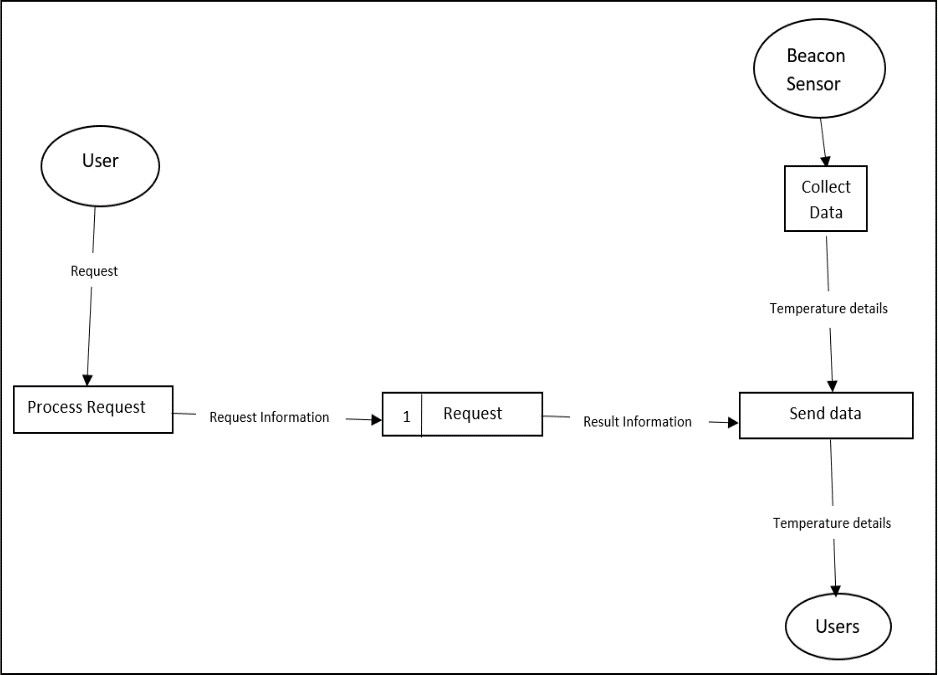 Beacon
Sensor
User
Collect
Data
Request
Temperature details
Process Request
Request Information
1
Request
Result Information
Send data
Temperature details
Users